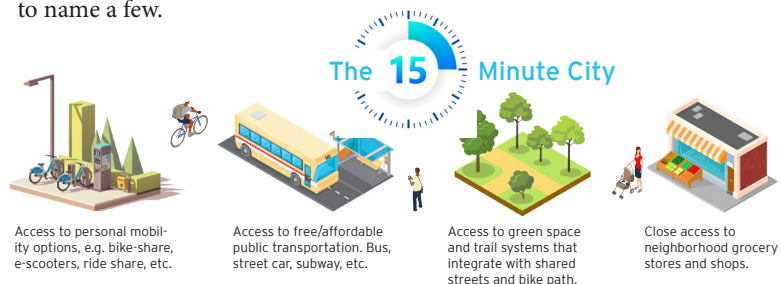 to name a few.
The 15 Minute City
Access to personal mobil-
ity options, e.g. bike-share,
e-scooters, ride share, etc.
Access to free/affordable
public transportation. Bus,
street car, subway, etc.
Access to green space
and trail systems that
integrate with shared
streets and bike path.
Close access to
neighborhood grocery
stores and shops.